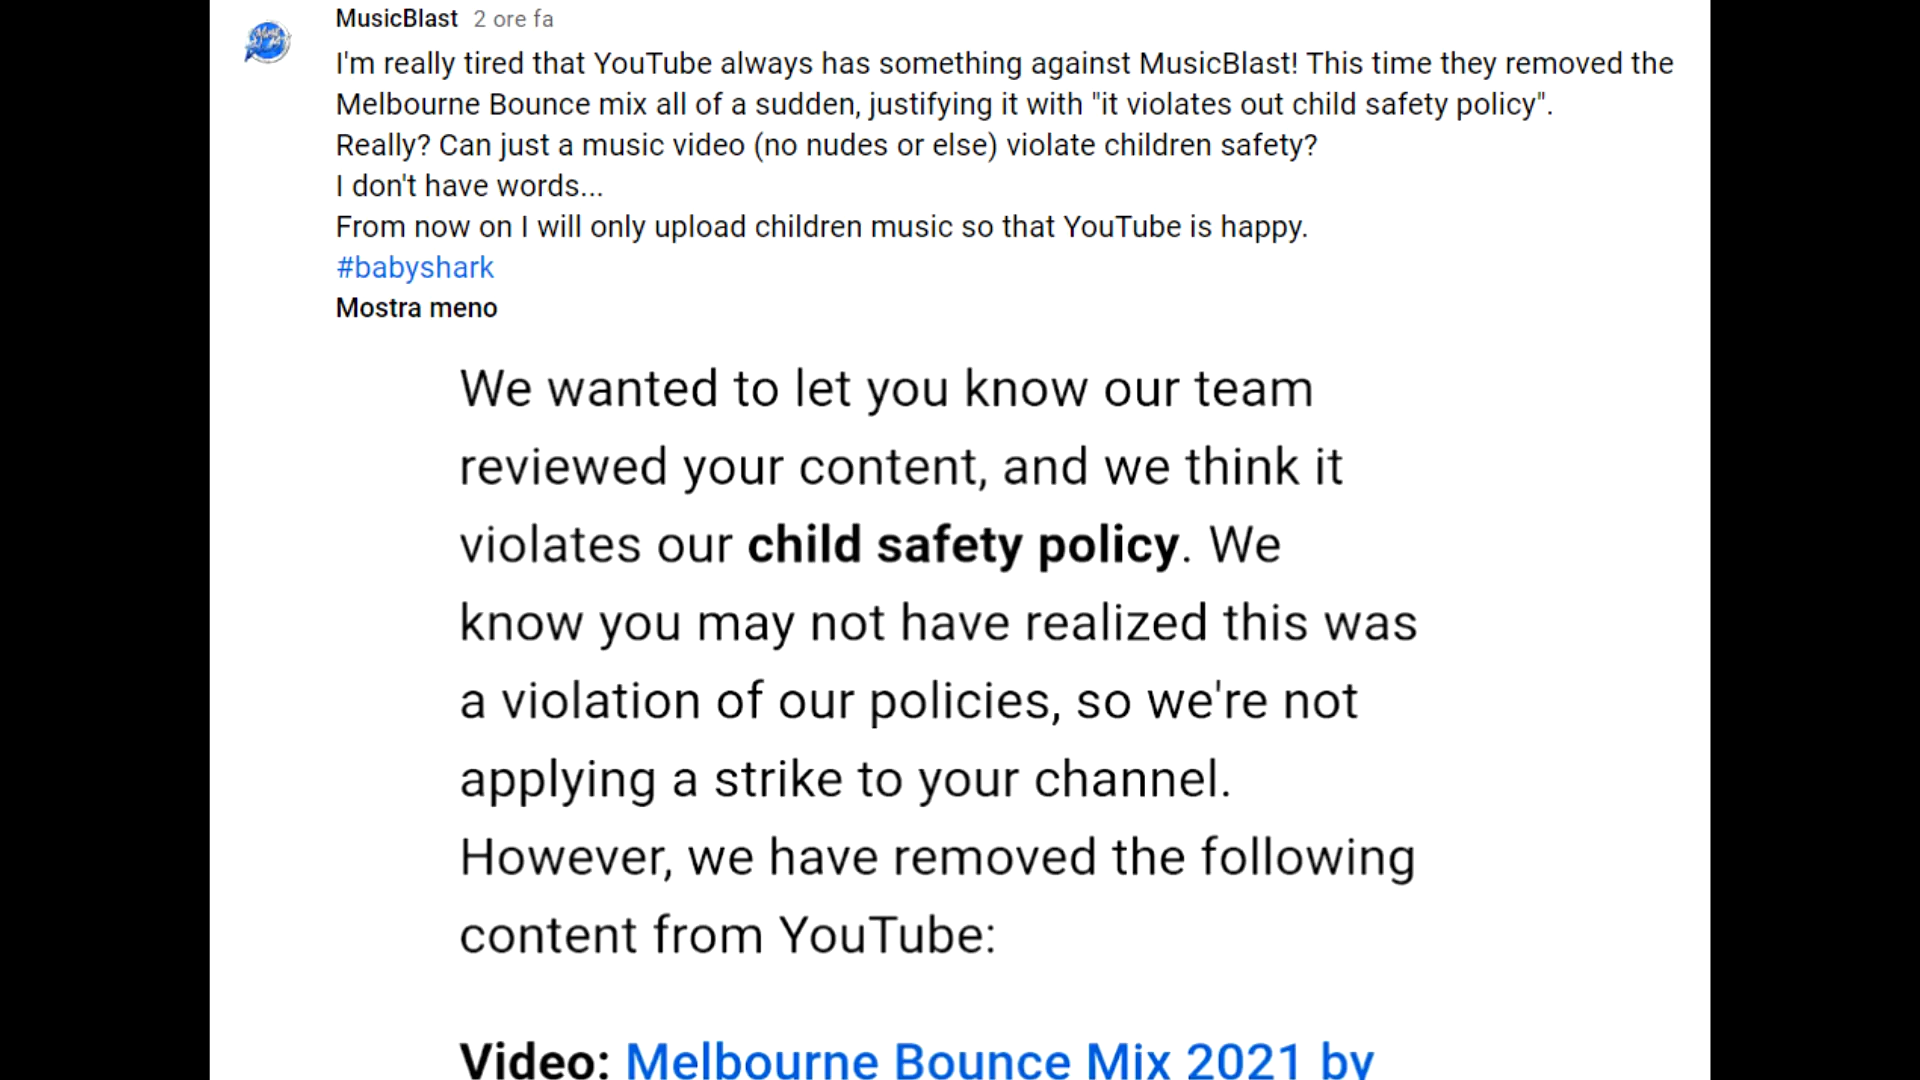 MusicBlast 2 ore fa
I'm really tired that YouTube always has something against MusicBlast! This time they removed the
Melbourne Bounce mix all of a sudden, justifying it with "it violates out child safety policy".
Really? Can just a music video (no nudes or else) violate children safety?
I don't have words...
From now on I will only upload children music so that YouTube is happy.
#babyshark
Mostra meno
We wanted to let you know our team
reviewed your content, and we think it
violates our child safety policy. We
know you may not have realized this was
a violation of our policies, so we're not
applying a strike to your channel.
However, we have removed the following
content from YouTube:
Video: Melbourne Bounce Mix 2021 by